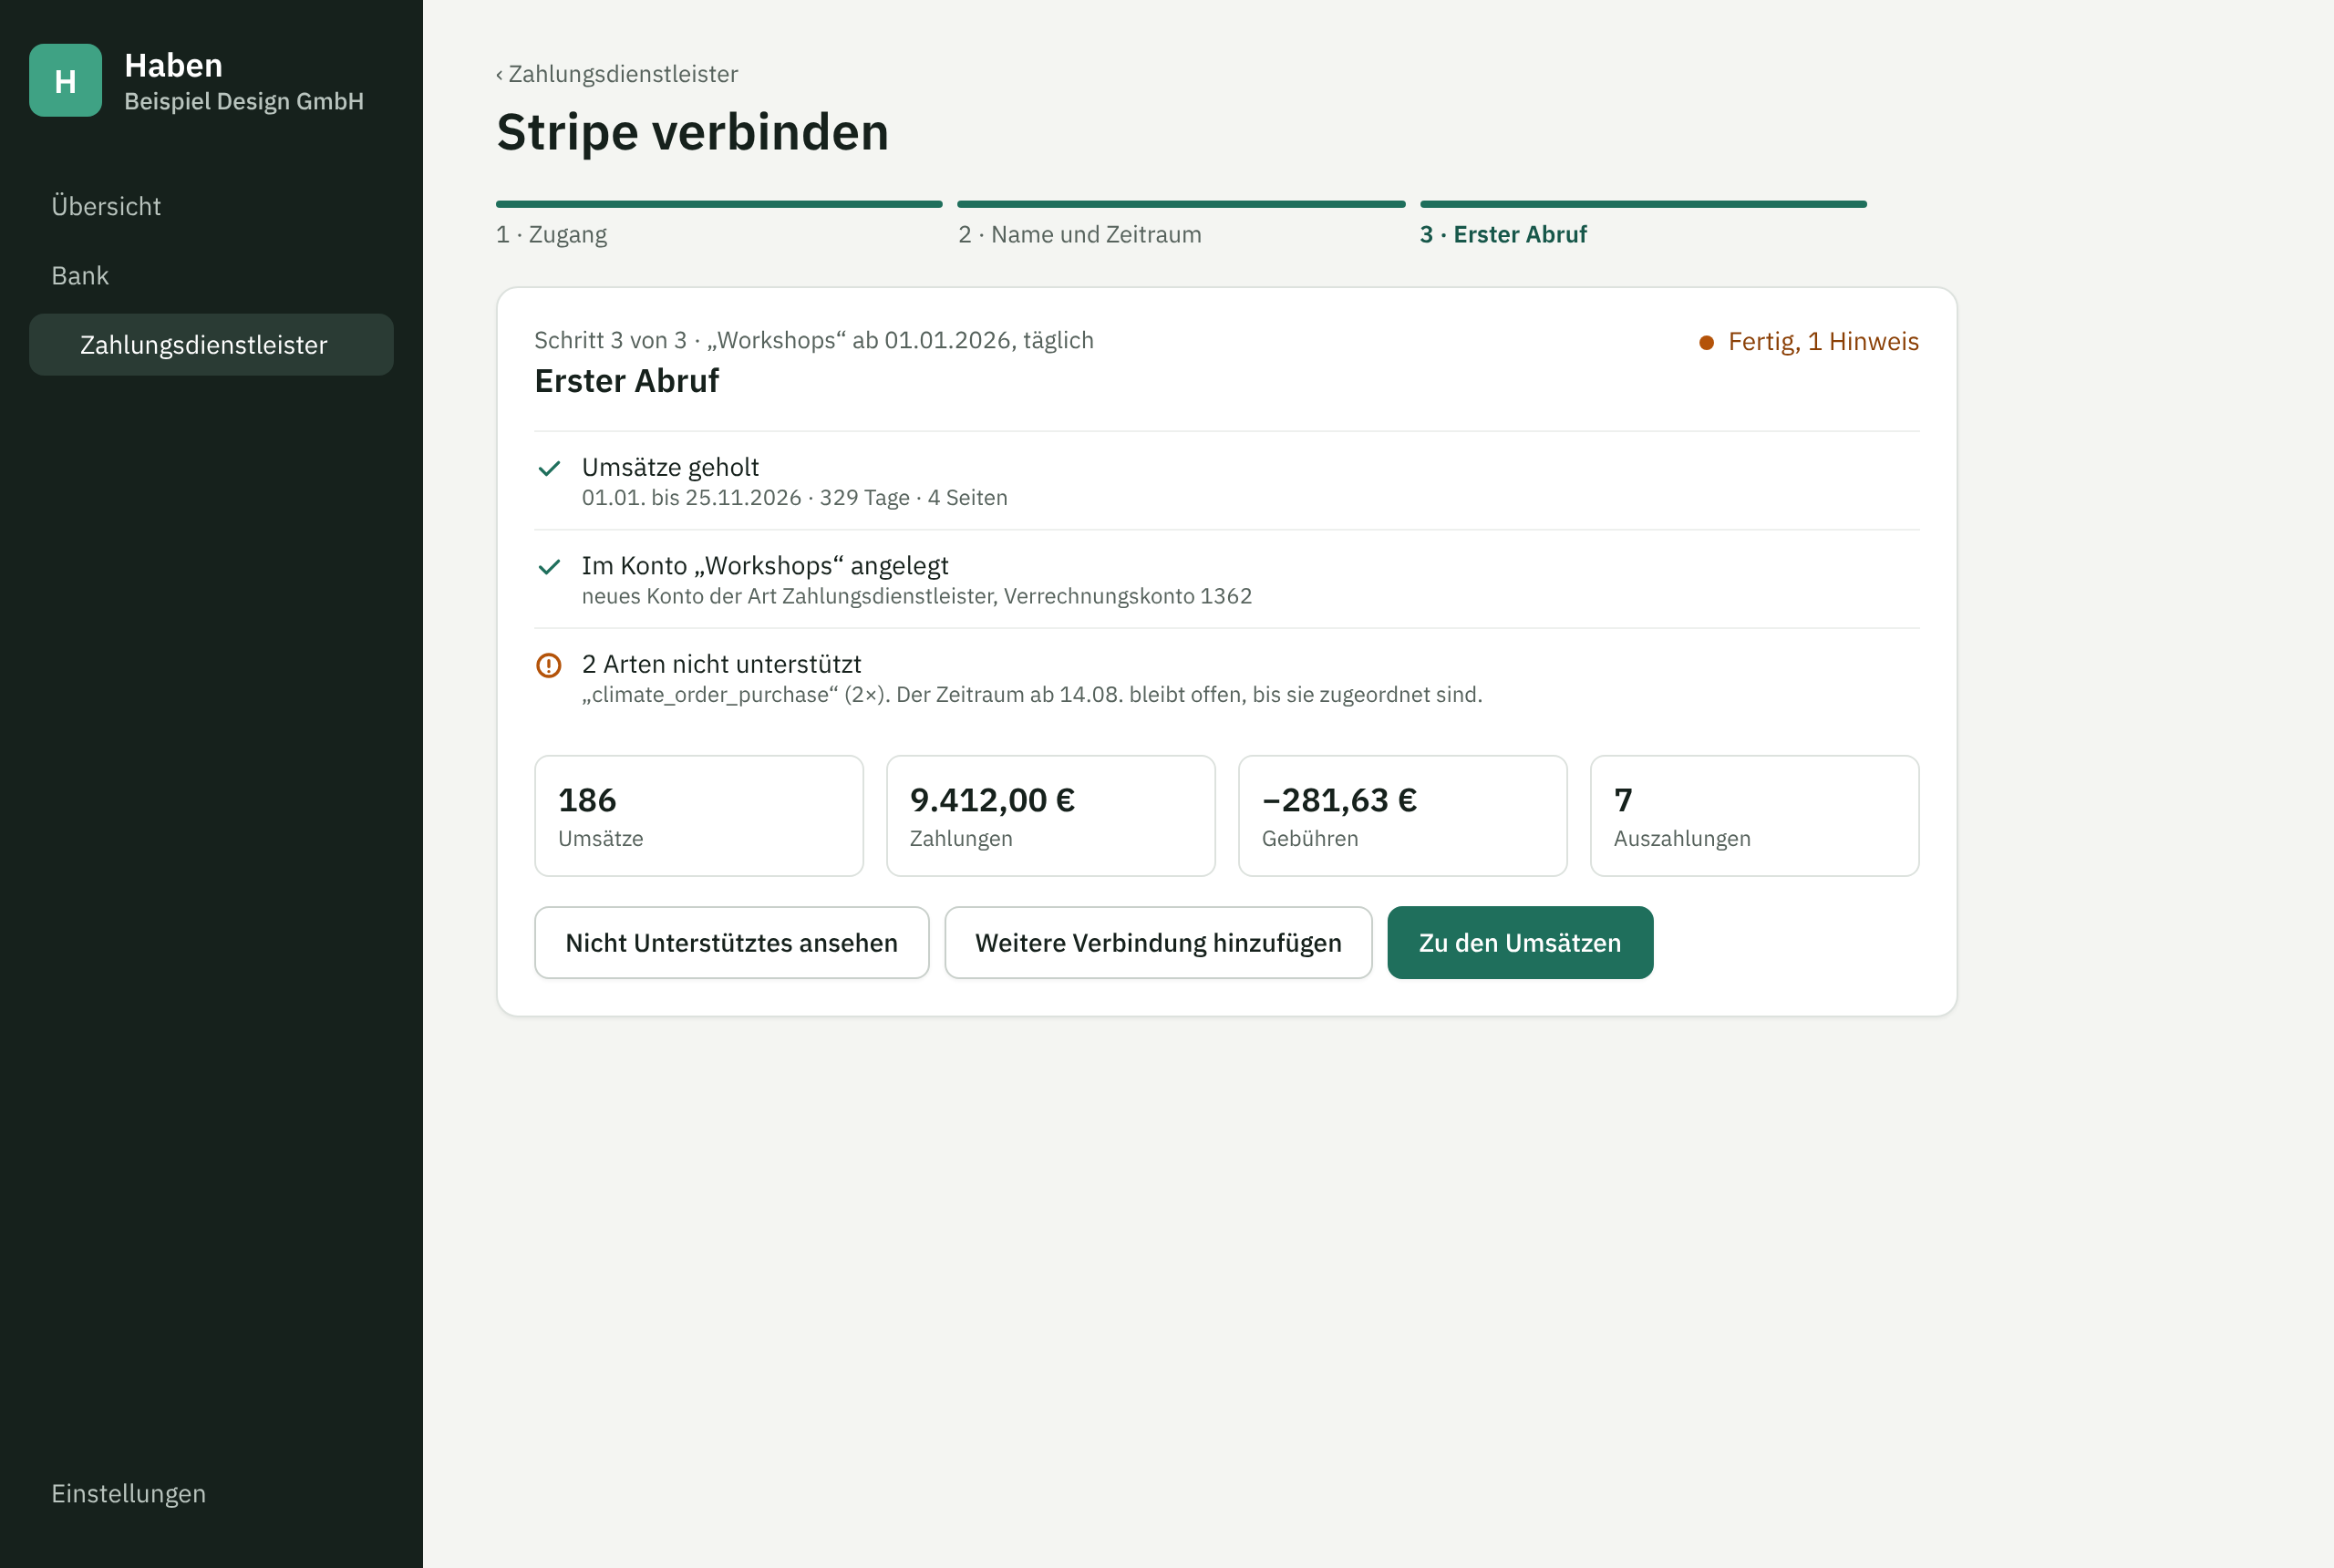 H
Haben
Beispiel Design GmbH
Übersicht
Bank
Zahlungsdienstleister
Einstellungen
‹ Zahlungsdienstleister
Stripe verbinden
1 · Zugang
2 · Name und Zeitraum
3 · Erster Abruf
Schritt 3 von 3 · „Workshops“ ab 01.01.2026, täglich
Fertig, 1 Hinweis
Erster Abruf
Umsätze geholt
01.01. bis 25.11.2026 · 329 Tage · 4 Seiten
Im Konto „Workshops“ angelegt
neues Konto der Art Zahlungsdienstleister, Verrechnungskonto 1362
2 Arten nicht unterstützt
„climate_order_purchase“ (2×). Der Zeitraum ab 14.08. bleibt offen, bis sie zugeordnet sind.
186
Umsätze
9.412,00 €
Zahlungen
−281,63 €
Gebühren
7
Auszahlungen
Nicht Unterstütztes ansehen
Weitere Verbindung hinzufügen
Zu den Umsätzen